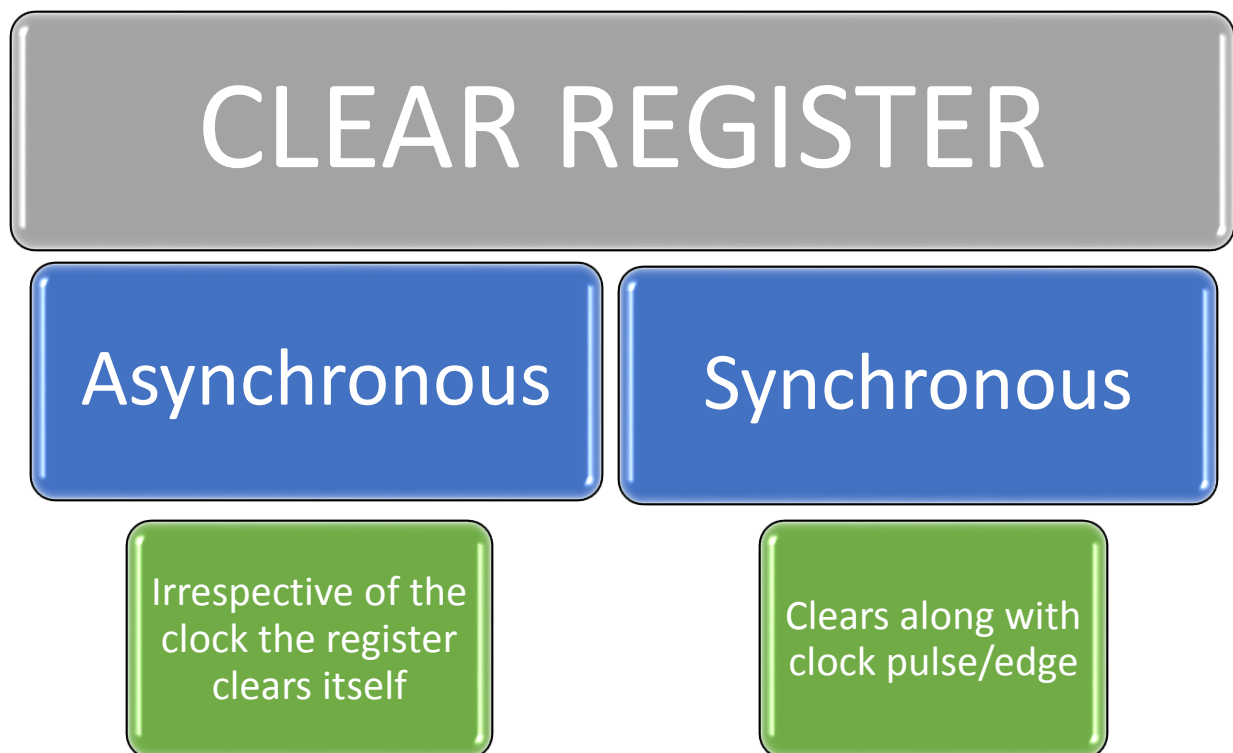 CLEAR REGISTER
Asynchronous
Synchronous
Irrespective of the
clock the register
clears itself
Clears along with
clock pulse/edge